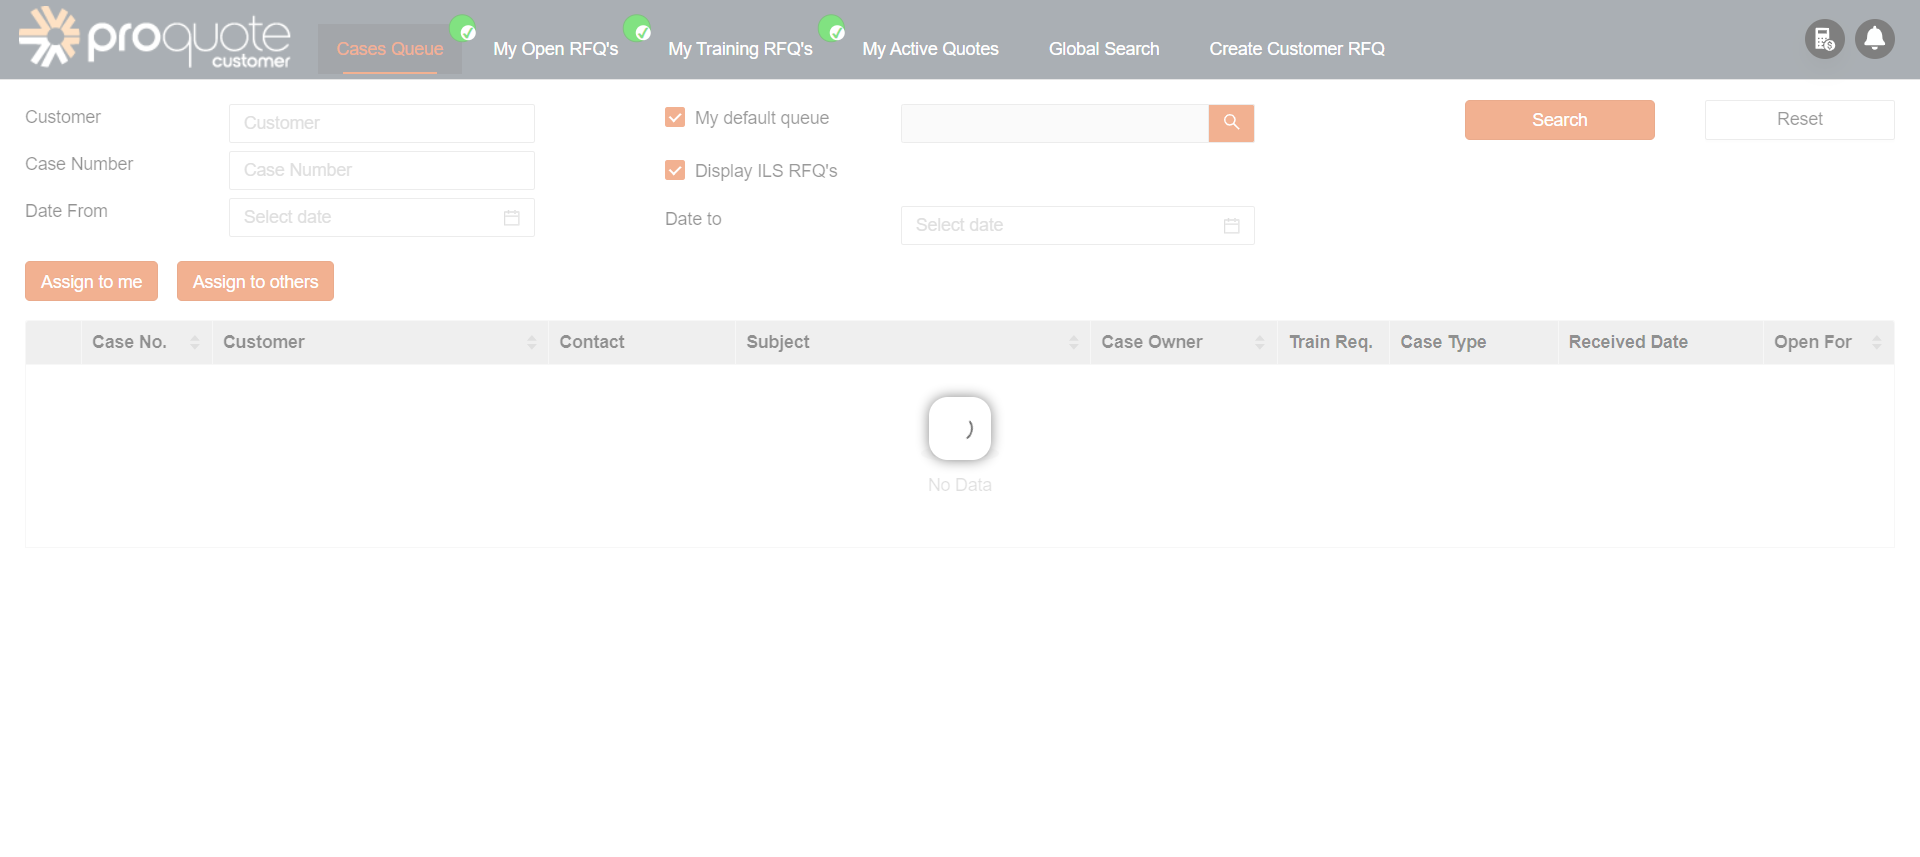 proquote
customer
Cases Queue
My Open RFQ's
My Training RFQ's
My Active Quotes
Global Search
Create Customer RFQ
Customer
Customer
My default queue
Search
Reset
Case Number
Case Number
Display ILS RFQ's
Date From
Select date
Date to
Select date
Assign to me
Assign to others
Case No.
Customer
Contact
Subject
Case Owner
Train Req.
Case Type
Received Date
Open For
No Data